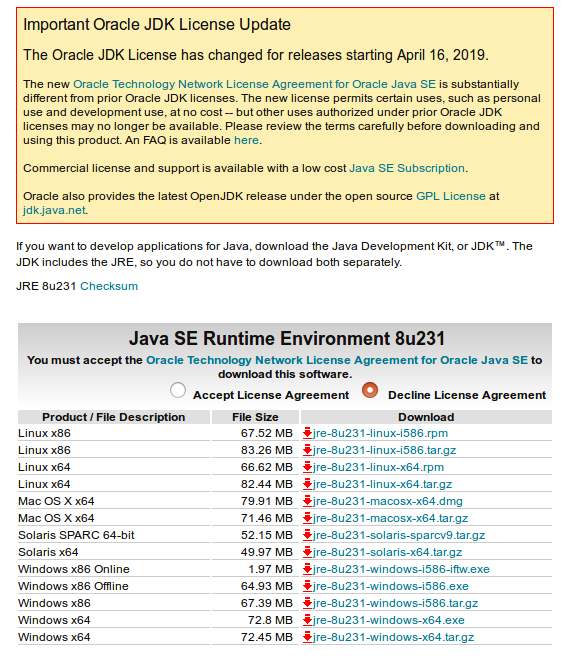 Important Oracle JDK License Update
The Oracle JDK License has changed for releases starting April 16, 2019.
The new Oracle Technology Network License Agreement for Oracle Java SE is substantially
different from prior Oracle JDK licenses. The new license permits certain uses, such as personal
use and development use, at no cost -- but other uses authorized under prior Oracle JDK
licenses may no longer be available. Please review the terms carefully before downloading and
using this product. An FAQ is available here.
Commercial license and support is available with a low cost Java SE Subscription.
Oracle also provides the latest OpenJDK release under the open source GPL License at
jdk.java.net.
If you want to develop applications for Java, download the Java Development Kit, or JDK™. The
JDK includes the JRE, so you do not have to download both separately.
JRE 8u231 Checksum
Java SE Runtime Environment 8u231
You must accept the Oracle Technology Network License Agreement for Oracle Java SE to
download this software.
Accept License Agreement Decline License Agreement
Product / File Description File Size Download
Linux x86 67.52 MB jre-8u231-linux-i586.rpm
Linux x86 83.26 MB jre-8u231-linux-i586.tar.gz
Linux x64 66.62 MB jre-8u231-linux-x64.rpm
Linux x64 82.44 MB jre-8u231-linux-x64.tar.gz
Mac OS X x64 79.91 MB jre-8u231-macosx-x64.dmg
Mac OS X x64 71.46 MB jre-8u231-macosx-x64.tar.gz
Solaris SPARC 64-bit 52.15 MB jre-8u231-solaris-sparcv9.tar.gz
Solaris x64 49.97 MB jre-8u231-solaris-x64.tar.gz
Windows x86 Online 1.97 MB jre-8u231-windows-i586-iftw.exe
Windows x86 Offline 64.93 MB jre-8u231-windows-i586.exe
Windows x86 67.39 MB jre-8u231-windows-i586.tar.gz
Windows x64 72.8 MB jre-8u231-windows-x64.exe
Windows x64 72.45 MB jre-8u231-windows-x64.tar.gz